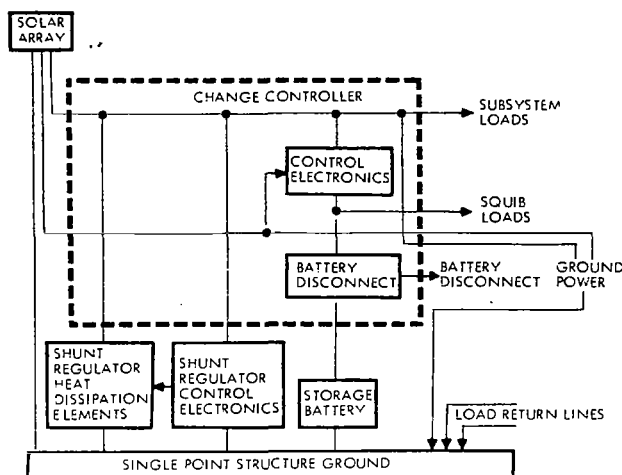 SOLAR
ARRAY
CHANGE CONTROLLER
SUBSYSTEM
LOADS
CONTROL
ELECTRONICS
SQUIB
LOADS
BATTERY
DISCONNECT
BATTERY
DISCONNECT
GROUND
POWER
SHUNT
REGULATOR
HEAT
DISSIPATION
ELEMENTS
SHUNT
REGULATOR
CONTROL
ELECTRONICS
STORAGE
BATTERY
LOAD RETURN LINES
SINGLE POINT STRUCTURE GROUND